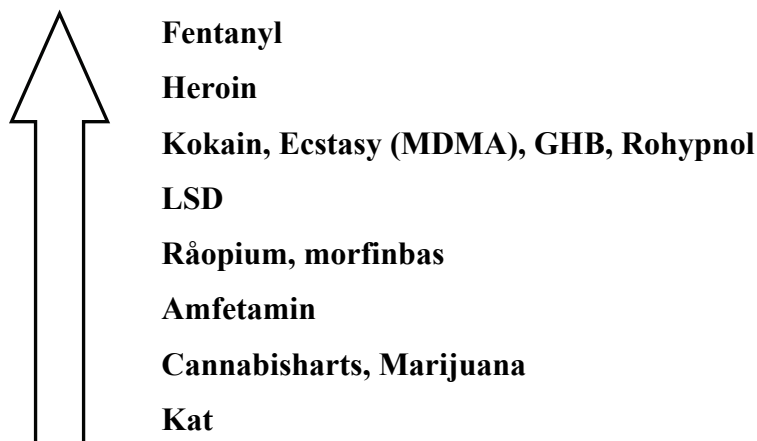 Fentanyl
Heroin
Kokain, Ecstasy (MDMA), GHB, Rohypnol
LSD
Råopium, morfinbas
Amfetamin
Cannabisharts, Marijuana
Kat